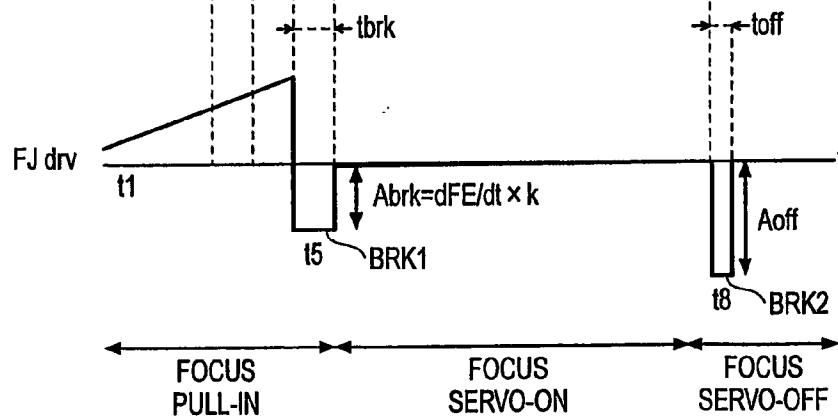 tbrk
toff
FJ drv
t1
Abrk=dFE/dt × k
Aoff
t5
BRK1
t8
BRK2
FOCUS
PULL-IN
FOCUS
SERVO-ON
FOCUS
SERVO-OFF